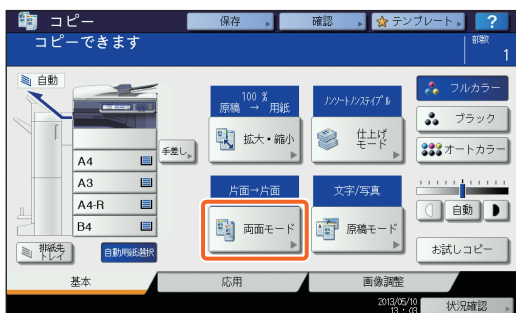 コピー
保存
確認
テンプレート
?
コピーできます
部数
1
自動
A4
A3
A4-R
B4
手差し
排紙先
トレイ
自動用紙選択
100 %
原稿 → 用紙
拡大・縮小
ノンソート/ノンステイプル
仕上げ
モード
片面→片面
両面モード
文字/写真
原稿モード
フルカラー
ブラック
オートカラー
自動
お試しコピー
基本
応用
画像調整
2013/05/10
13:03
状況確認